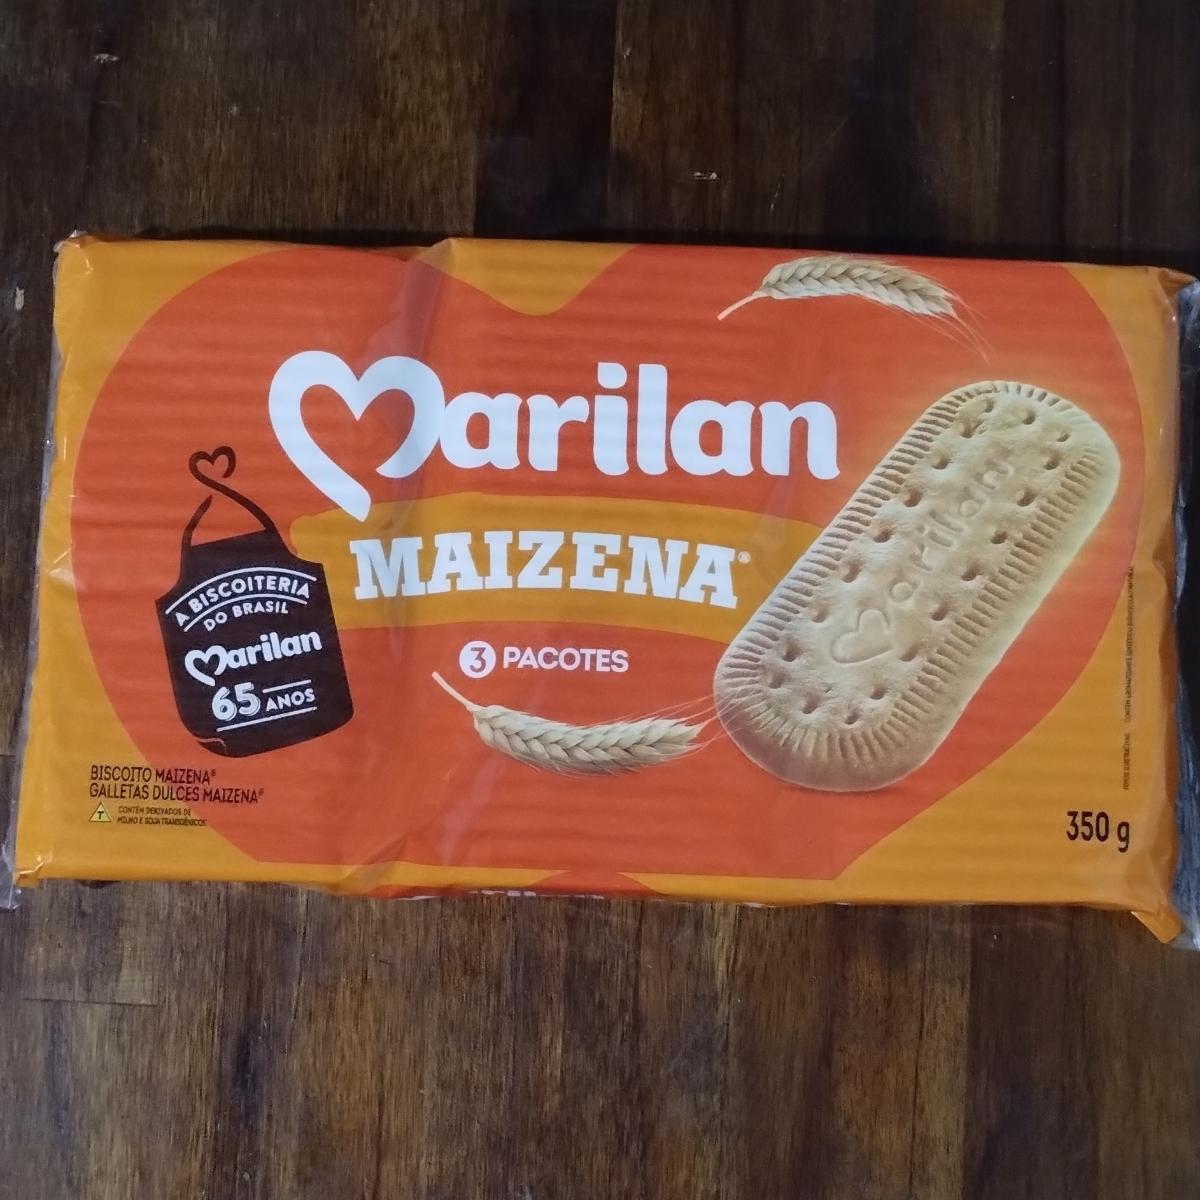 Marilan
MAIZENA®
3 PACOTES
A BISCOITERIA
DO BRASIL
Marilan
65 ANOS
BISCOITO MAIZENA®
GALLETAS DULCES MAIZENA®
T
CONTÉM DERIVADOS DE
MILHO E SOJA TRANSGÊNICOS
Marilan
350 g